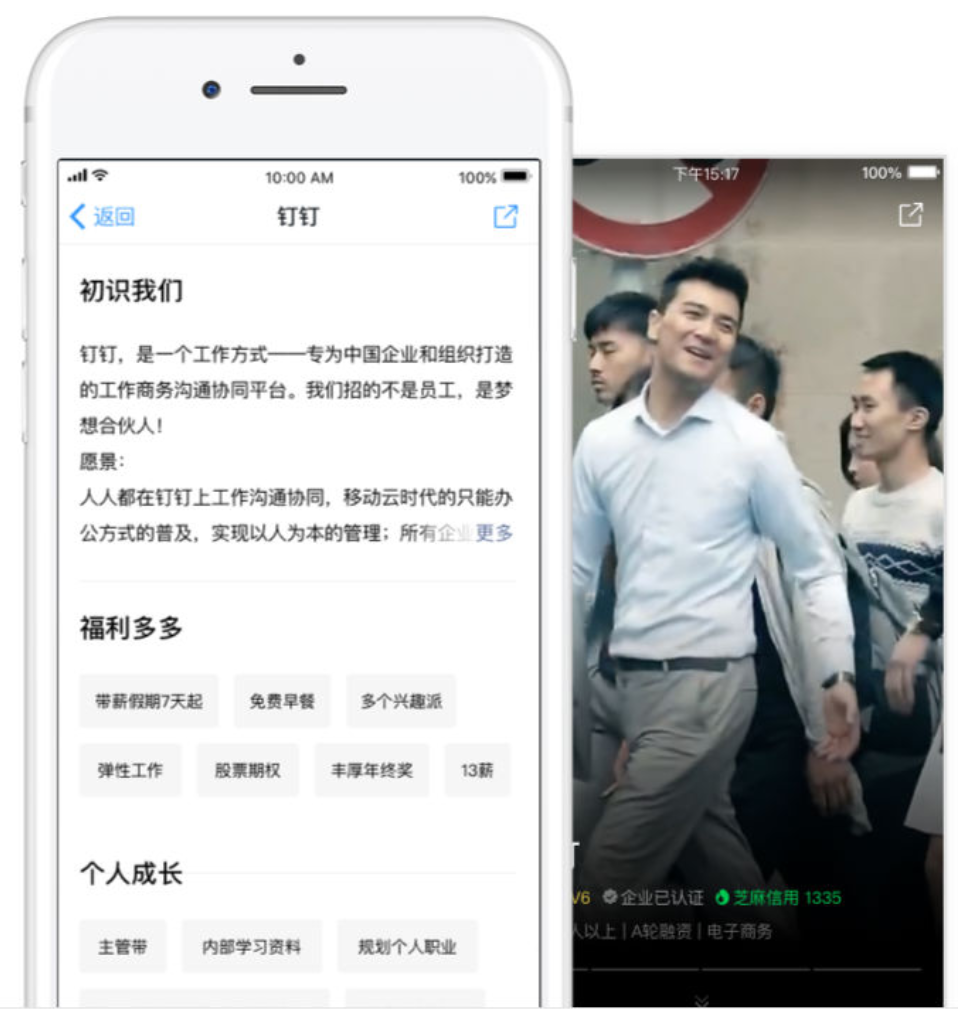 10:00 AM
100%
返回
钉钉
初识我们
钉钉，是一个工作方式——专为中国企业和组织打造
的工作商务沟通协同平台。我们招的不是员工，是梦
想合伙人！
愿景：
人人都在钉钉上工作沟通协同，移动云时代的只能办
公方式的普及，实现以人为本的管理；所有企业更多
福利多多
带薪假期7天起 免费早餐 多个兴趣派
弹性工作 股票期权 丰厚年终奖 13薪
个人成长
主管带 内部学习资料 规划个人职业
下午15:17
100%
V6 企业已认证 芝麻信用 1335
人以上 | A轮融资 | 电子商务